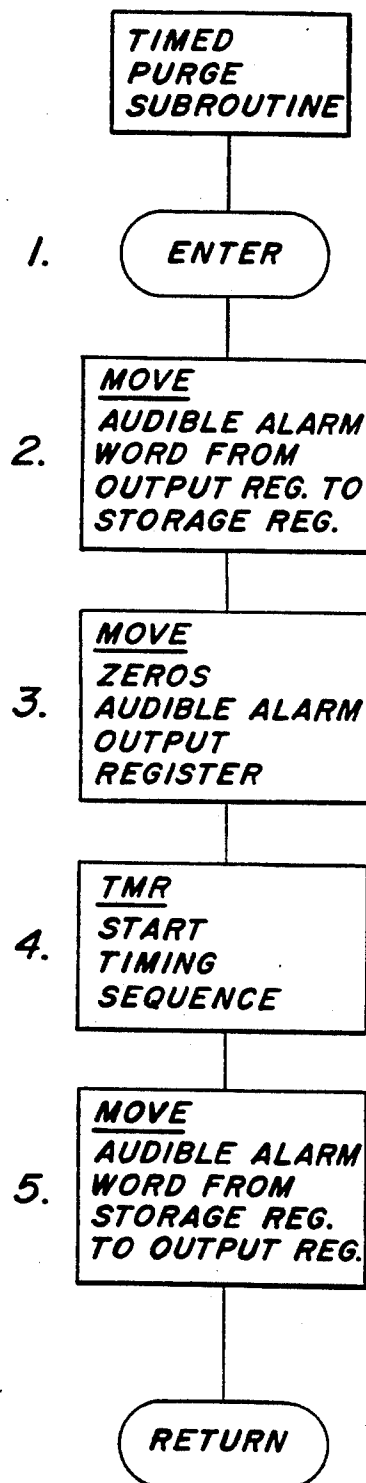 TIMED
PURGE
SUBROUTINE
1. ENTER
MOVE
AUDIBLE ALARM
2. WORD FROM
OUTPUT REG. TO
STORAGE REG.
MOVE
ZEROS
3. AUDIBLE ALARM
OUTPUT
REGISTER
TMR
4. START
TIMING
SEQUENCE
MOVE
AUDIBLE ALARM
5. WORD FROM
STORAGE REG.
TO OUTPUT REG.
RETURN